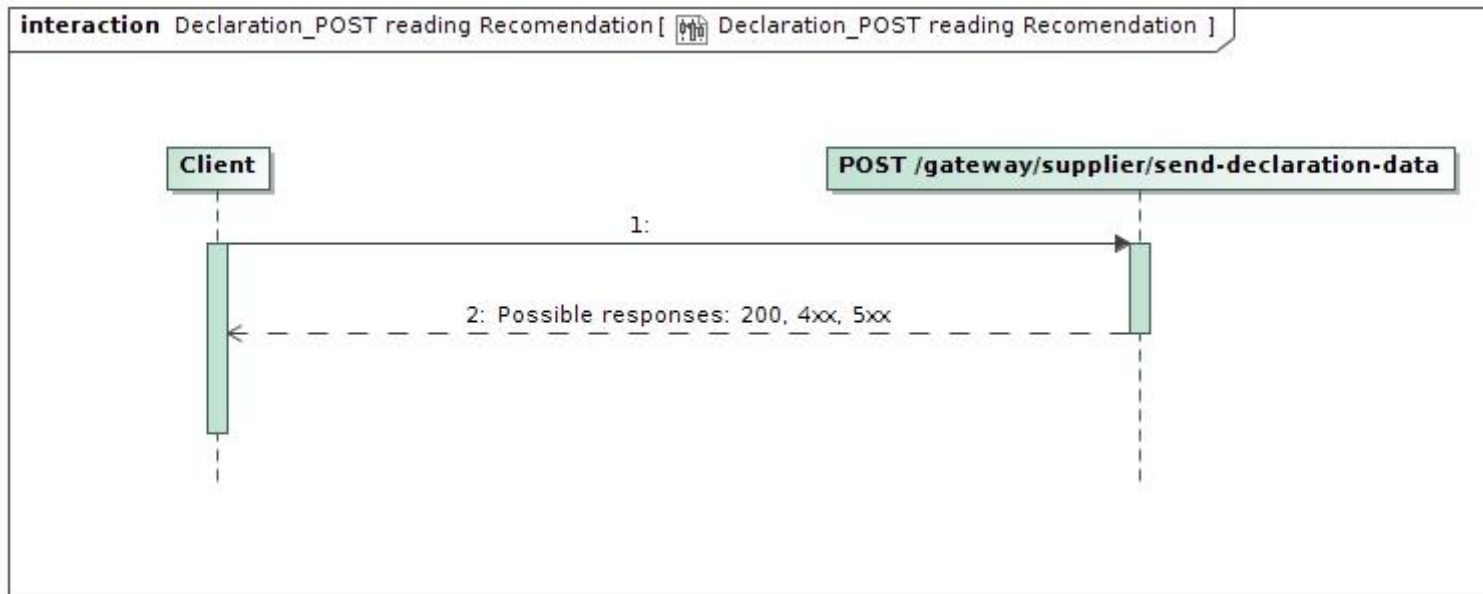 interaction Declaration_POST reading Recomendation[ Declaration_POST reading Recomendation ]
Client
POST /gateway/supplier/send-declaration-data
1:
2: Possible responses: 200, 4xx, 5xx